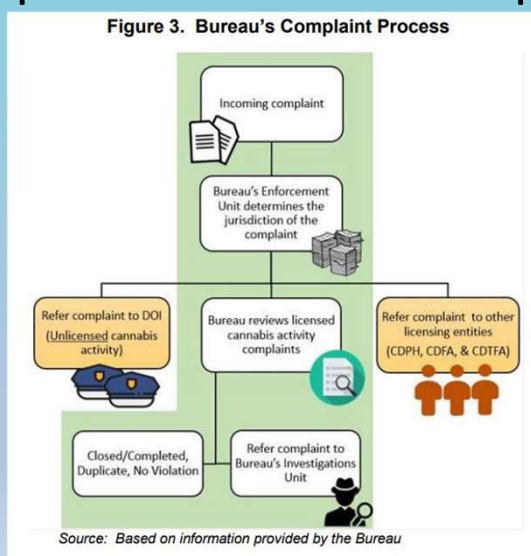 Figure 3. Bureau's Complaint Process
Incoming complaint
Bureau's Enforcement
Unit determines the
jurisdiction of the
complaint
Refer complaint to DOI
(Unlicensed cannabis
activity)
Bureau reviews licensed
cannabis activity
complaints
Refer complaint to other
licensing entities
(CDPH, CDFA, & CDTFA)
Closed/Completed,
Duplicate, No Violation
Refer complaint to
Bureau's Investigations
Unit
Source: Based on information provided by the Bureau